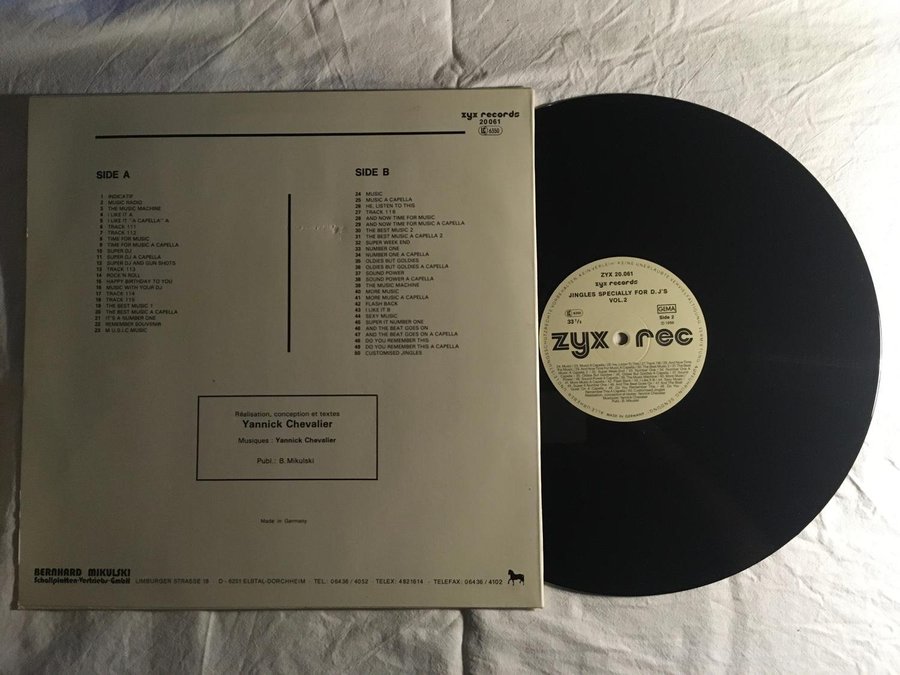 zyx records
20 061
LC 6350
SIDE A
1 INDICATIF
2 MUSIC RADIO
3 THE MUSIC MACHINE
4 I LIKE IT A
5 I LIKE IT "A CAPELLA" A
6 TRACK 111
7 TRACK 112
8 TIME FOR MUSIC
9 TIME FOR MUSIC A CAPELLA
10 SUPER DJ
11 SUPER DJ A CAPELLA
12 SUPER DJ AND GUN SHOTS
13 TRACK 113
14 ROCK N ROLL
15 HAPPY BIRTHDAY TO YOU
16 MUSIC WITH YOUR DJ
17 TRACK 114
18 TRACK 115
19 THE BEST MUSIC 1
20 THE BEST MUSIC A CAPELLA
21 IT'S A NUMBER ONE
22 REMEMBER SOUVENIR
23 M.U.S.I.C MUSIC
SIDE B
24 MUSIC
25 MUSIC A CAPELLA
26 HE, LISTEN TO THIS
27 TRACK 118
28 AND NOW TIME FOR MUSIC
29 AND NOW TIME FOR MUSIC A CAPELLA
30 THE BEST MUSIC 2
31 THE BEST MUSIC A CAPELLA 2
32 SUPER WEEK END
33 NUMBER ONE
34 NUMBER ONE A CAPELLA
35 OLDIES BUT GOLDIES
36 OLDIES BUT GOLDIES A CAPELLA
37 SOUND POWER
38 SOUND POWER A CAPELLA
39 THE MUSIC MACHINE
40 MORE MUSIC
41 MORE MUSIC A CAPELLA
42 FLASH BACK
43 I LIKE IT B
44 SEXY MUSIC
45 SUPER IT NUMBER ONE
46 AND THE BEAT GOES ON
47 AND THE BEAT GOES ON A CAPELLA
48 DO YOU REMEMBER THIS
49 DO YOU REMEMBER THIS A CAPELLA
50 CUSTOMISED JINGLES
Réalisation, conception et textes
Yannick Chevalier
Musiques : Yannick Chevalier
Publ.: B. Mikulski
Made in Germany
BERNHARD MIKULSKI
Schallplatten-Vertriebs-GmbH LIMBURGER STRASSE 18 D - 6251 ELBTAL-DORCHHEIM TEL.: 06436 / 4052 - TELEX: 4821614 - TELEFAX: 06436 / 4102
ZYX 20.061
zyx records
JINGLES SPECIALLY FOR D.J'S
VOL.2
GEMA
33 1/3
Side 2
zyx rec
Publ.: B. Mikulski
MADE IN GERMANY